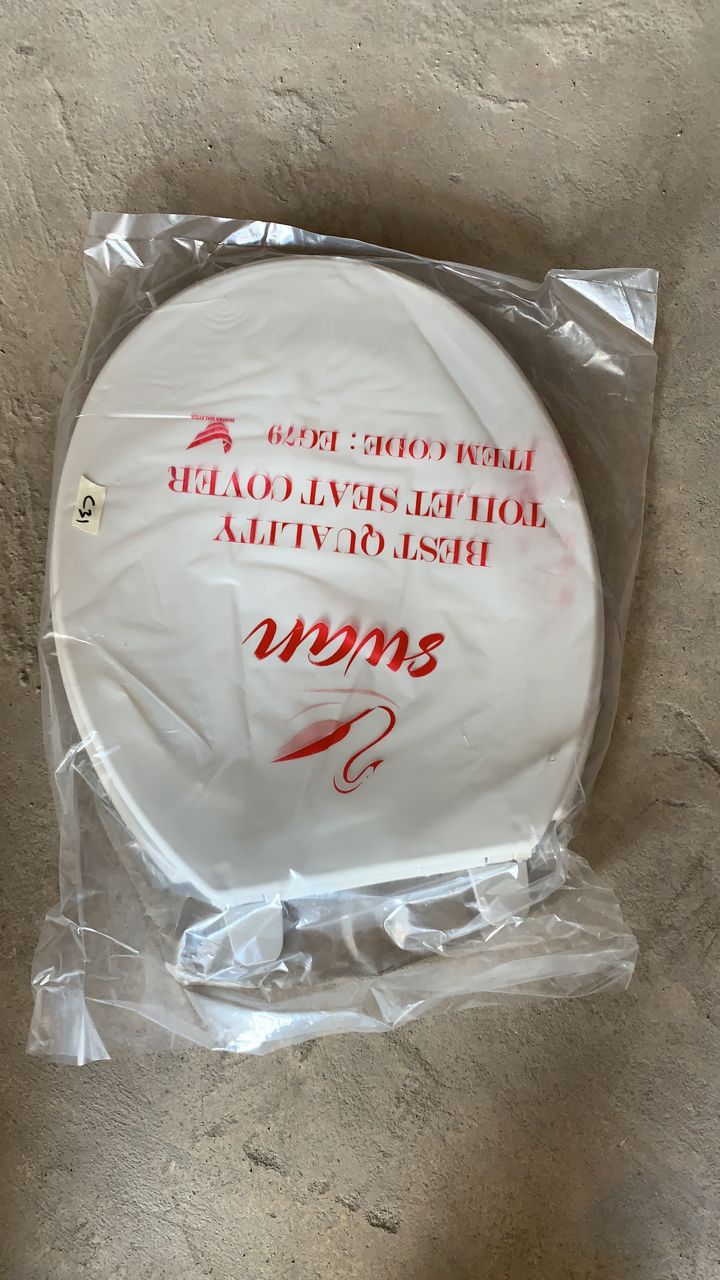 swan
BEST QUALITY
TOILET SEAT COVER
ITEM CODE : EG79
C31